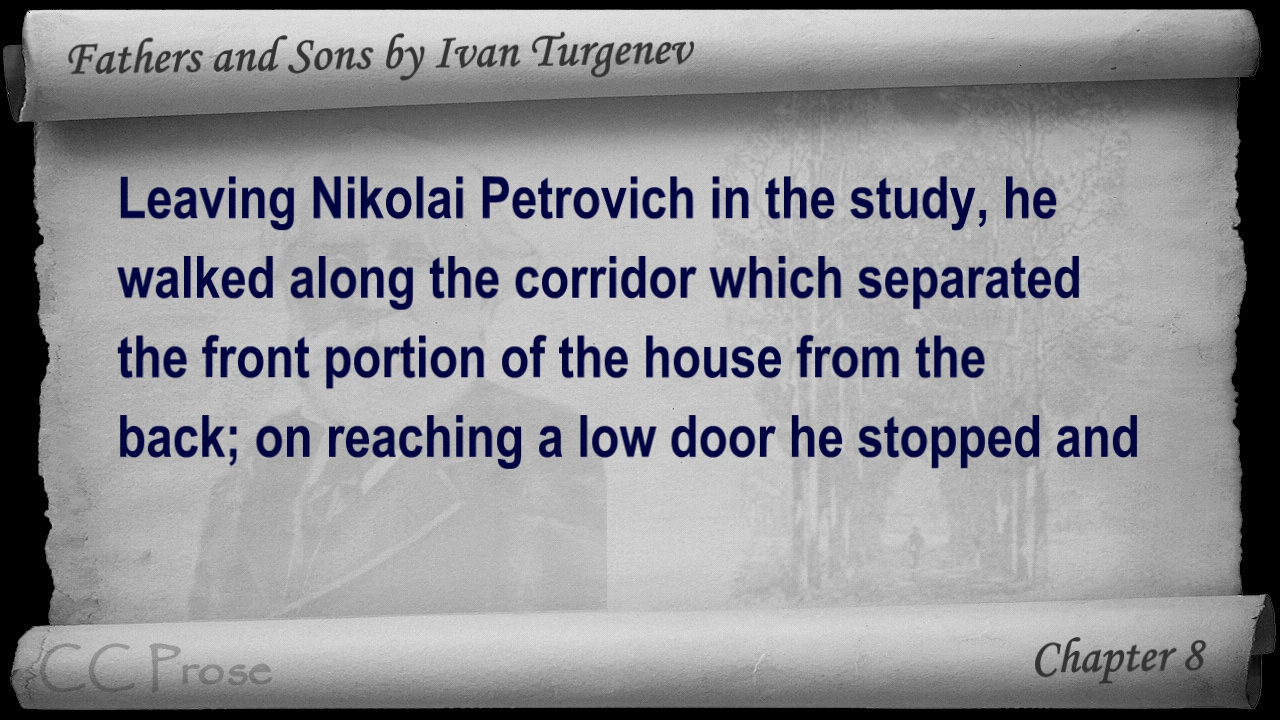 Fathers and Sons by Ivan Turgenev
Leaving Nikolai Petrovich in the study, he
walked along the corridor which separated
the front portion of the house from the
back; on reaching a low door he stopped and
CC Prose
Chapter 8